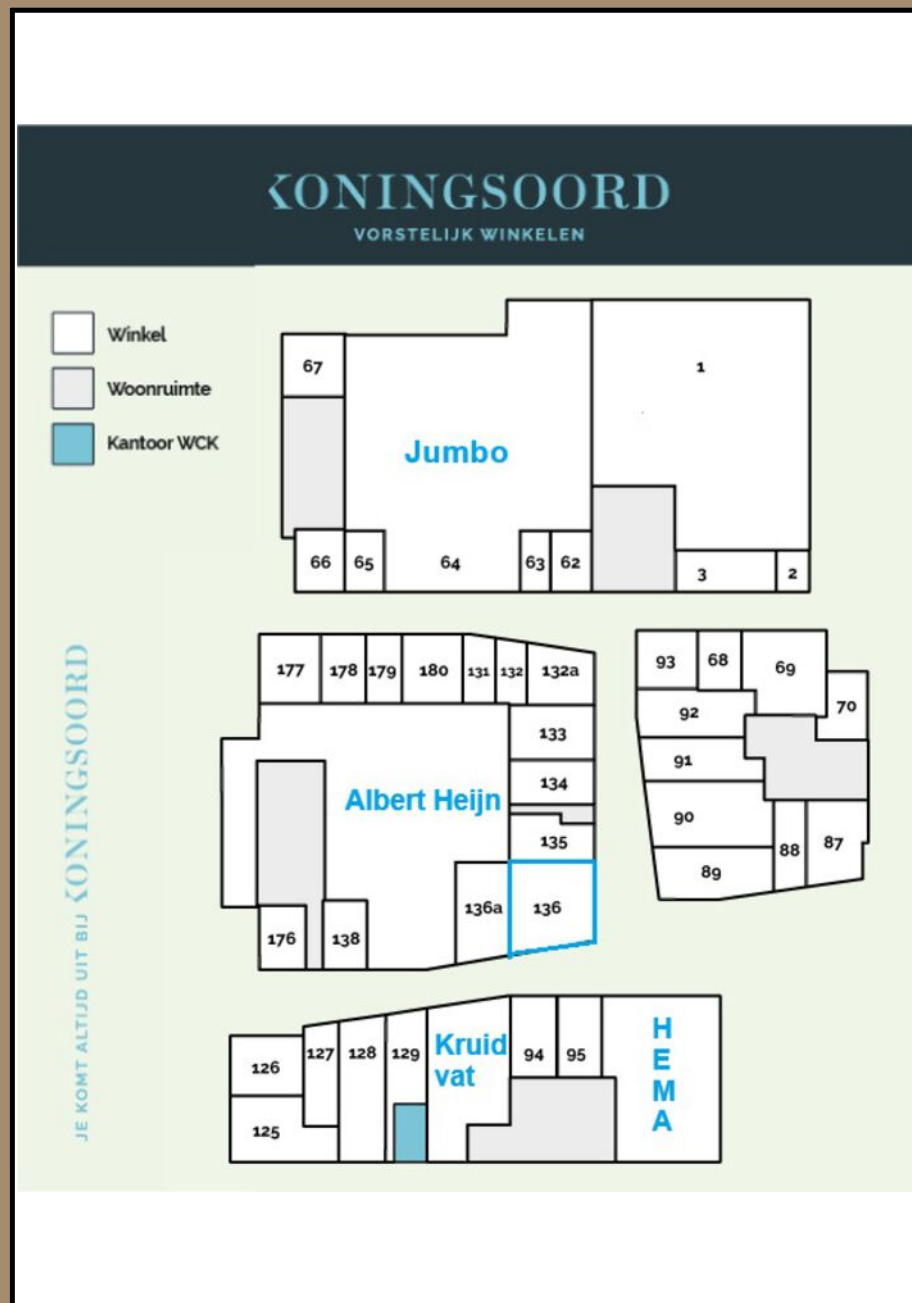 KONINGSOORD
VORSTELIJK WINKELEN
Winkel
Woonruimte
Kantoor WCK
67
1
Jumbo
66
65
64
63
62
3
2
JE KOMT ALTIJD UIT BIJ KONINGSOORD
177
178
179
180
131
132
132a
133
134
Albert Heijn
135
136a
136
176
138
93
68
69
70
92
91
90
89
88
87
126
127
128
129
Kruid
vat
94
95
H
E
M
A
125